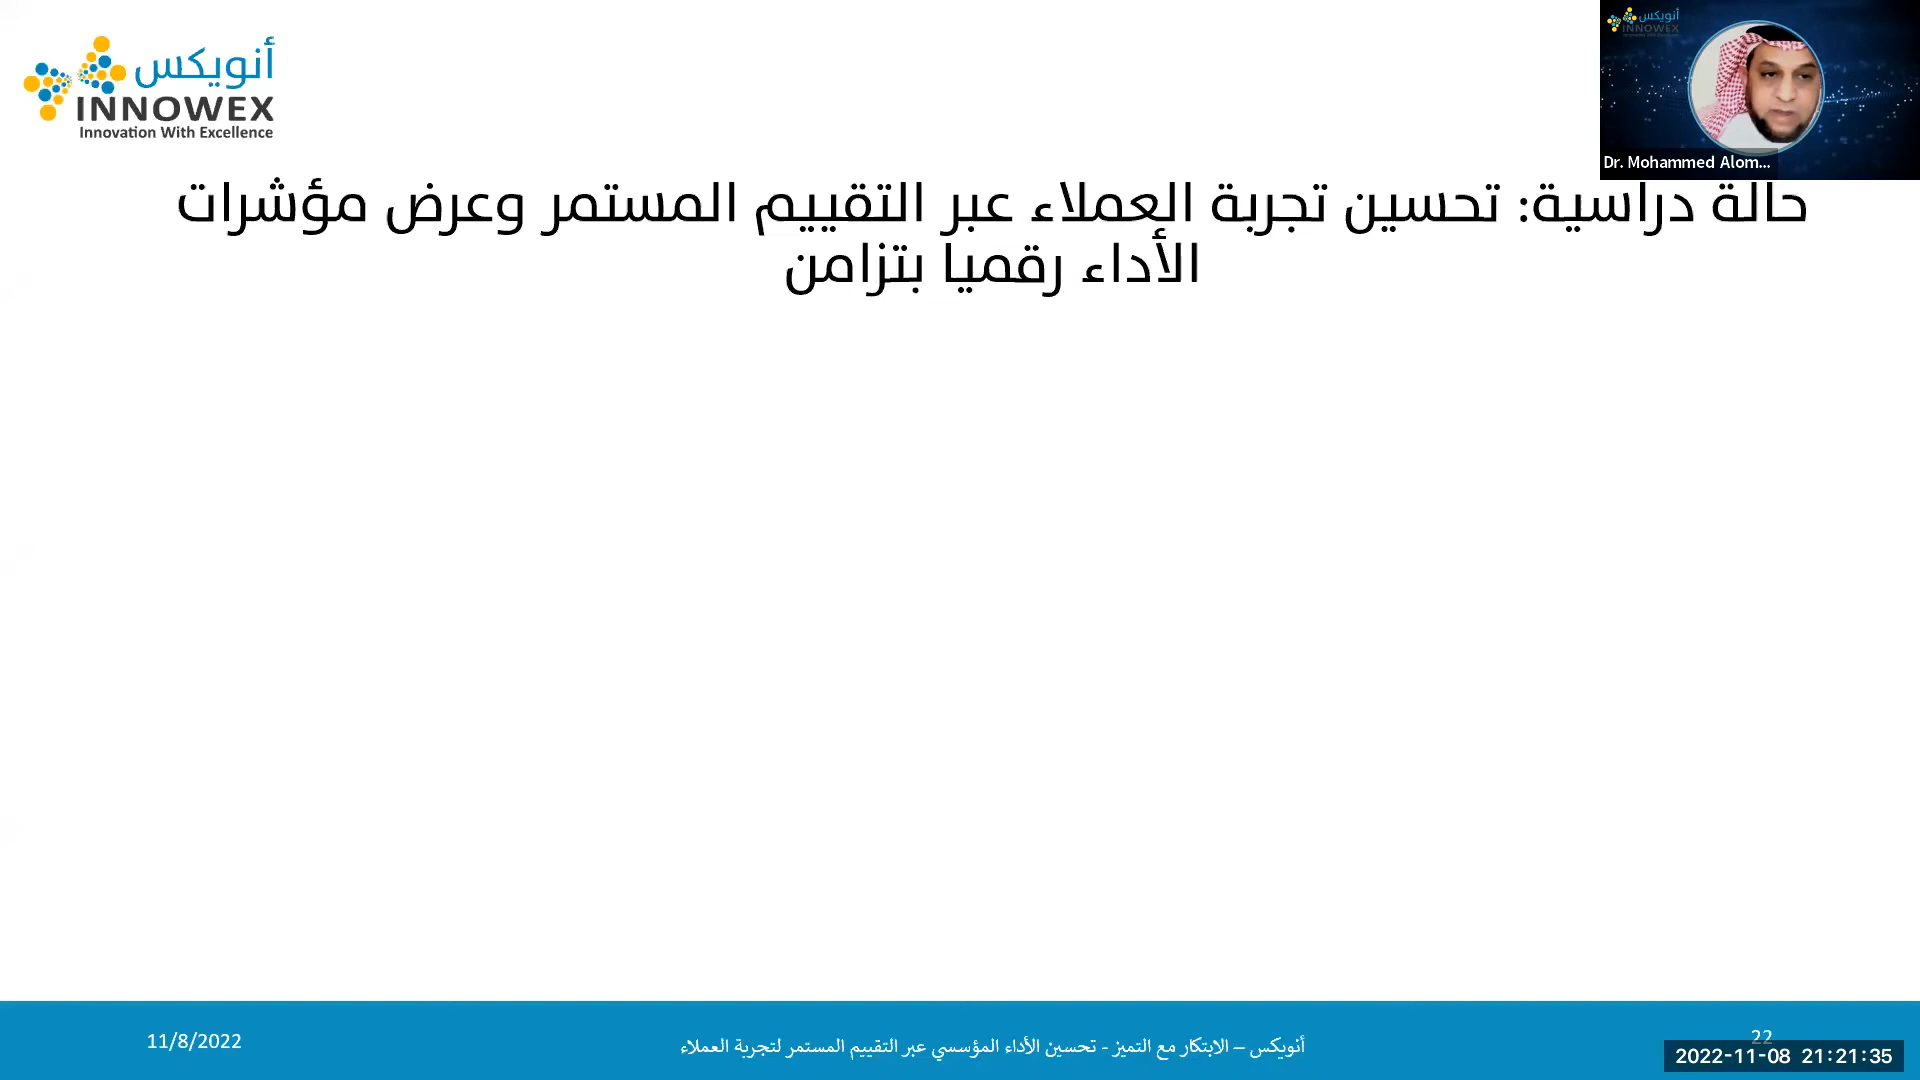 أنويكس
INNOWEX
Innovation With Excellence
أنويكس
INNOWEX
Dr. Mohammed Alom...
حالة دراسية: تحسين تجربة العملاء عبر التقييم المستمر وعرض مؤشرات
الأداء رقميا بتزامن
11/8/2022
أنويكس – الابتكار مع التميز - تحسين الأداء المؤسسي عبر التقييم المستمر لتجربة العملاء
22
2022-11-08 21:21:35